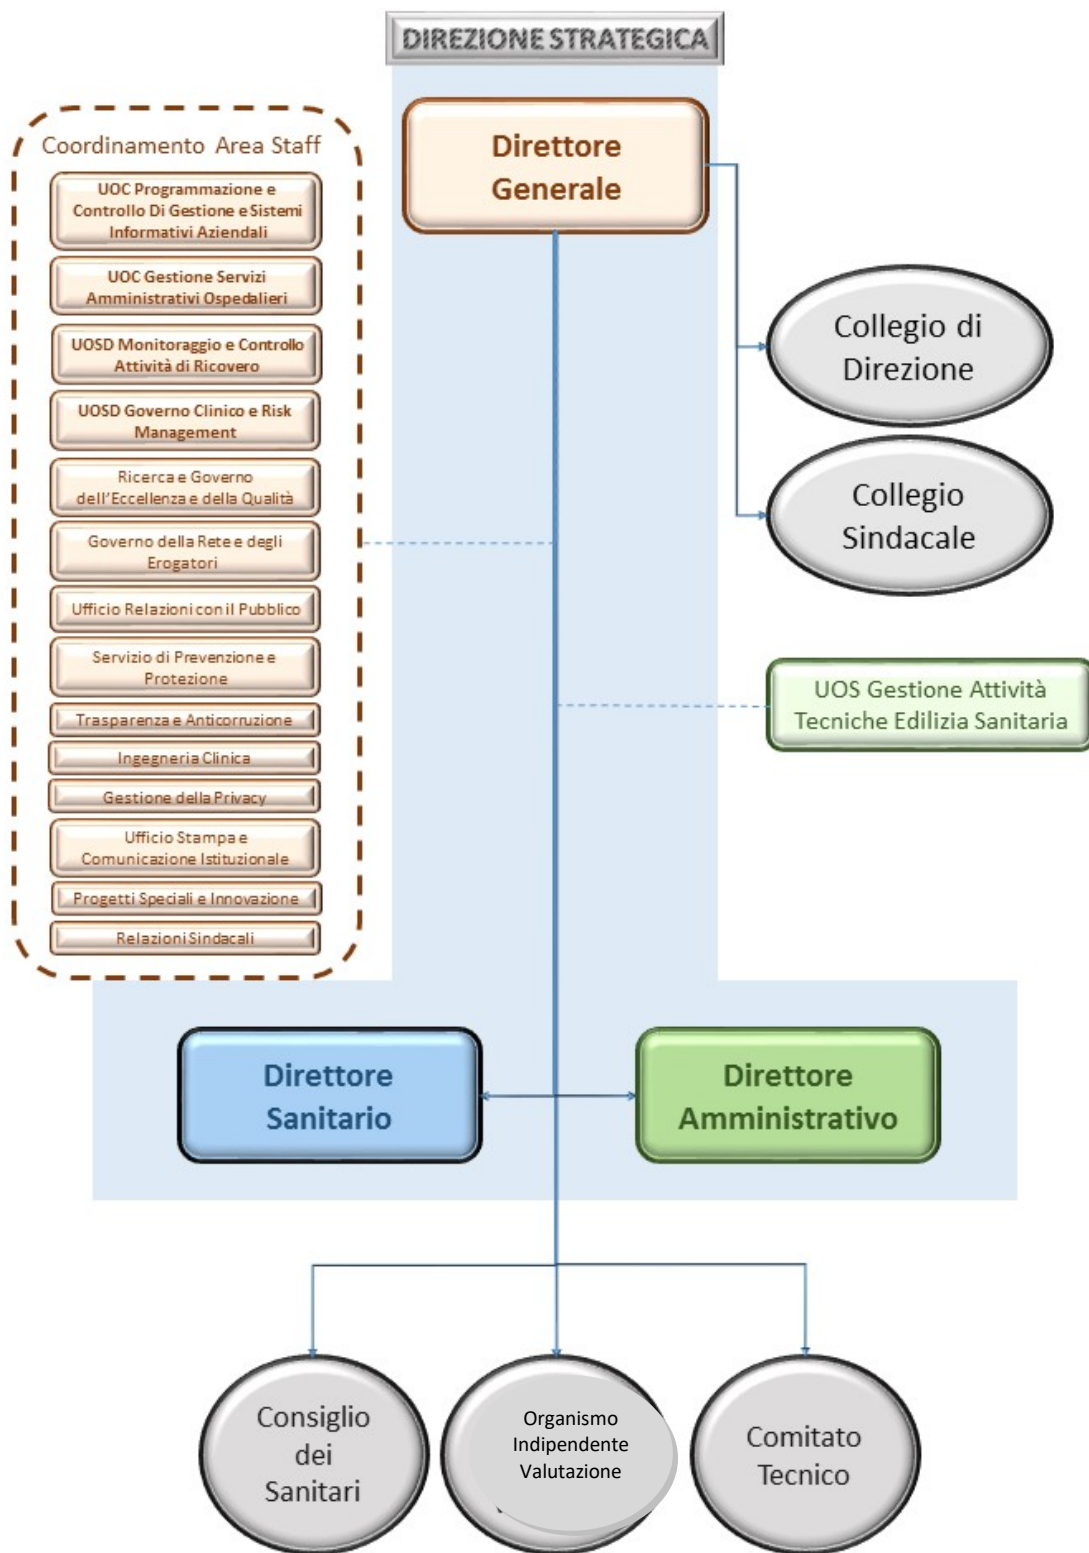 DIREZIONE STRATEGICA
Direttore
Generale
Coordinamento Area Staff
UOC Programmazione e
Controllo Di Gestione e Sistemi
Informativi Aziendali
UOC Gestione Servizi
Amministrativi Ospedalieri
UOSD Monitoraggio e Controllo
Attività di Ricovero
UOSD Governo Clinico e Risk
Management
Ricerca e Governo
dell'Eccellenza e della Qualità
Governo della Rete e degli
Erogatori
Ufficio Relazioni con il Pubblico
Servizio di Prevenzione e
Protezione
Trasparenza e Anticorruzione
Ingegneria Clinica
Gestione della Privacy
Ufficio Stampa e
Comunicazione Istituzionale
Progetti Speciali e Innovazione
Relazioni Sindacali
Collegio di
Direzione
Collegio
Sindacale
UOS Gestione Attività
Tecniche Edilizia Sanitaria
Direttore
Sanitario
Direttore
Amministrativo
Consiglio
dei
Sanitari
Organismo
Indipendente
Valutazione
Comitato
Tecnico